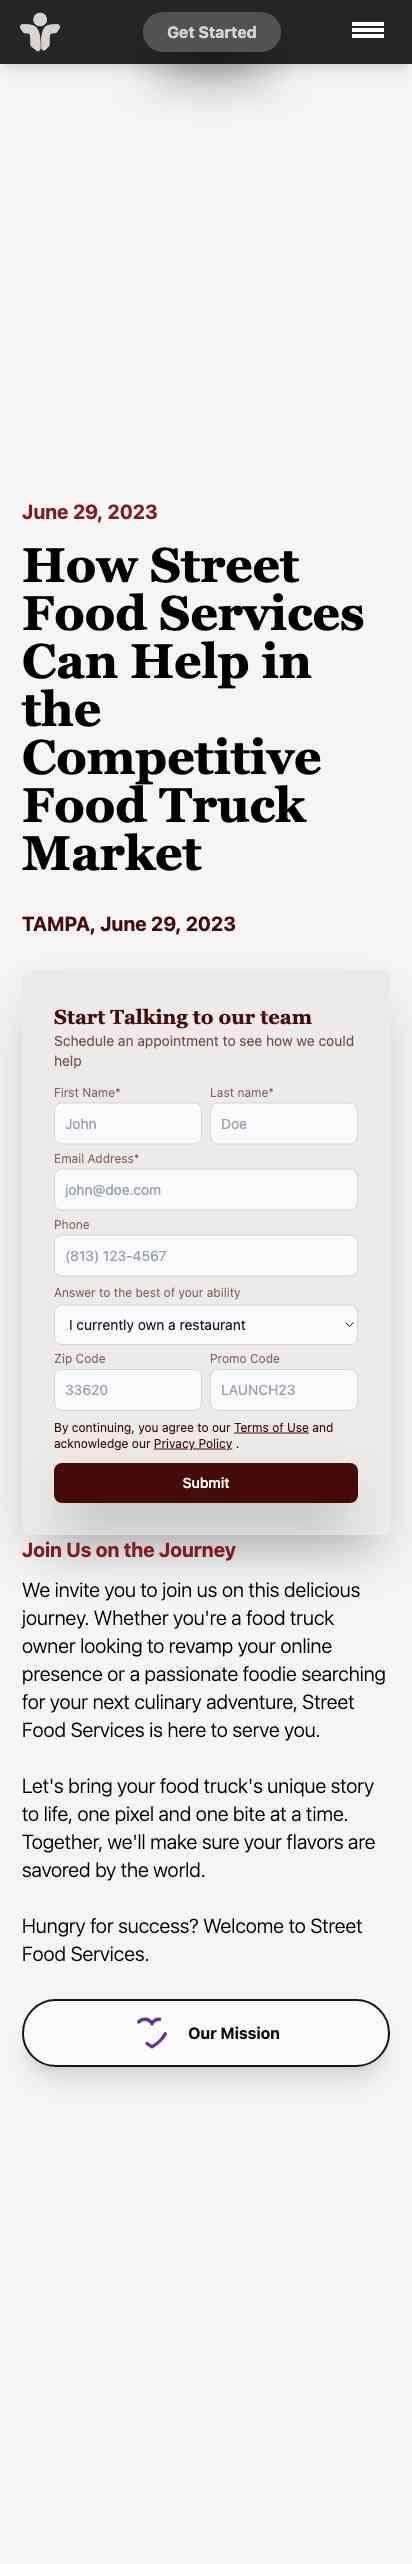 Get Started
June 29, 2023
How Street
Food Services
Can Help in
the
Competitive
Food Truck
Market
TAMPA, June 29, 2023
Start Talking to our team
Schedule an appointment to see how we could
help
First Name* Last name*
John Doe
Email Address*
john@doe.com
Phone
(813) 123-4567
Answer to the best of your ability
I currently own a restaurant
Zip Code Promo Code
33620 LAUNCH23
By continuing, you agree to our Terms of Use and
acknowledge our Privacy Policy .
Submit
Join Us on the Journey
We invite you to join us on this delicious
journey. Whether you're a food truck
owner looking to revamp your online
presence or a passionate foodie searching
for your next culinary adventure, Street
Food Services is here to serve you.
Let's bring your food truck's unique story
to life, one pixel and one bite at a time.
Together, we'll make sure your flavors are
savored by the world.
Hungry for success? Welcome to Street
Food Services.
Our Mission